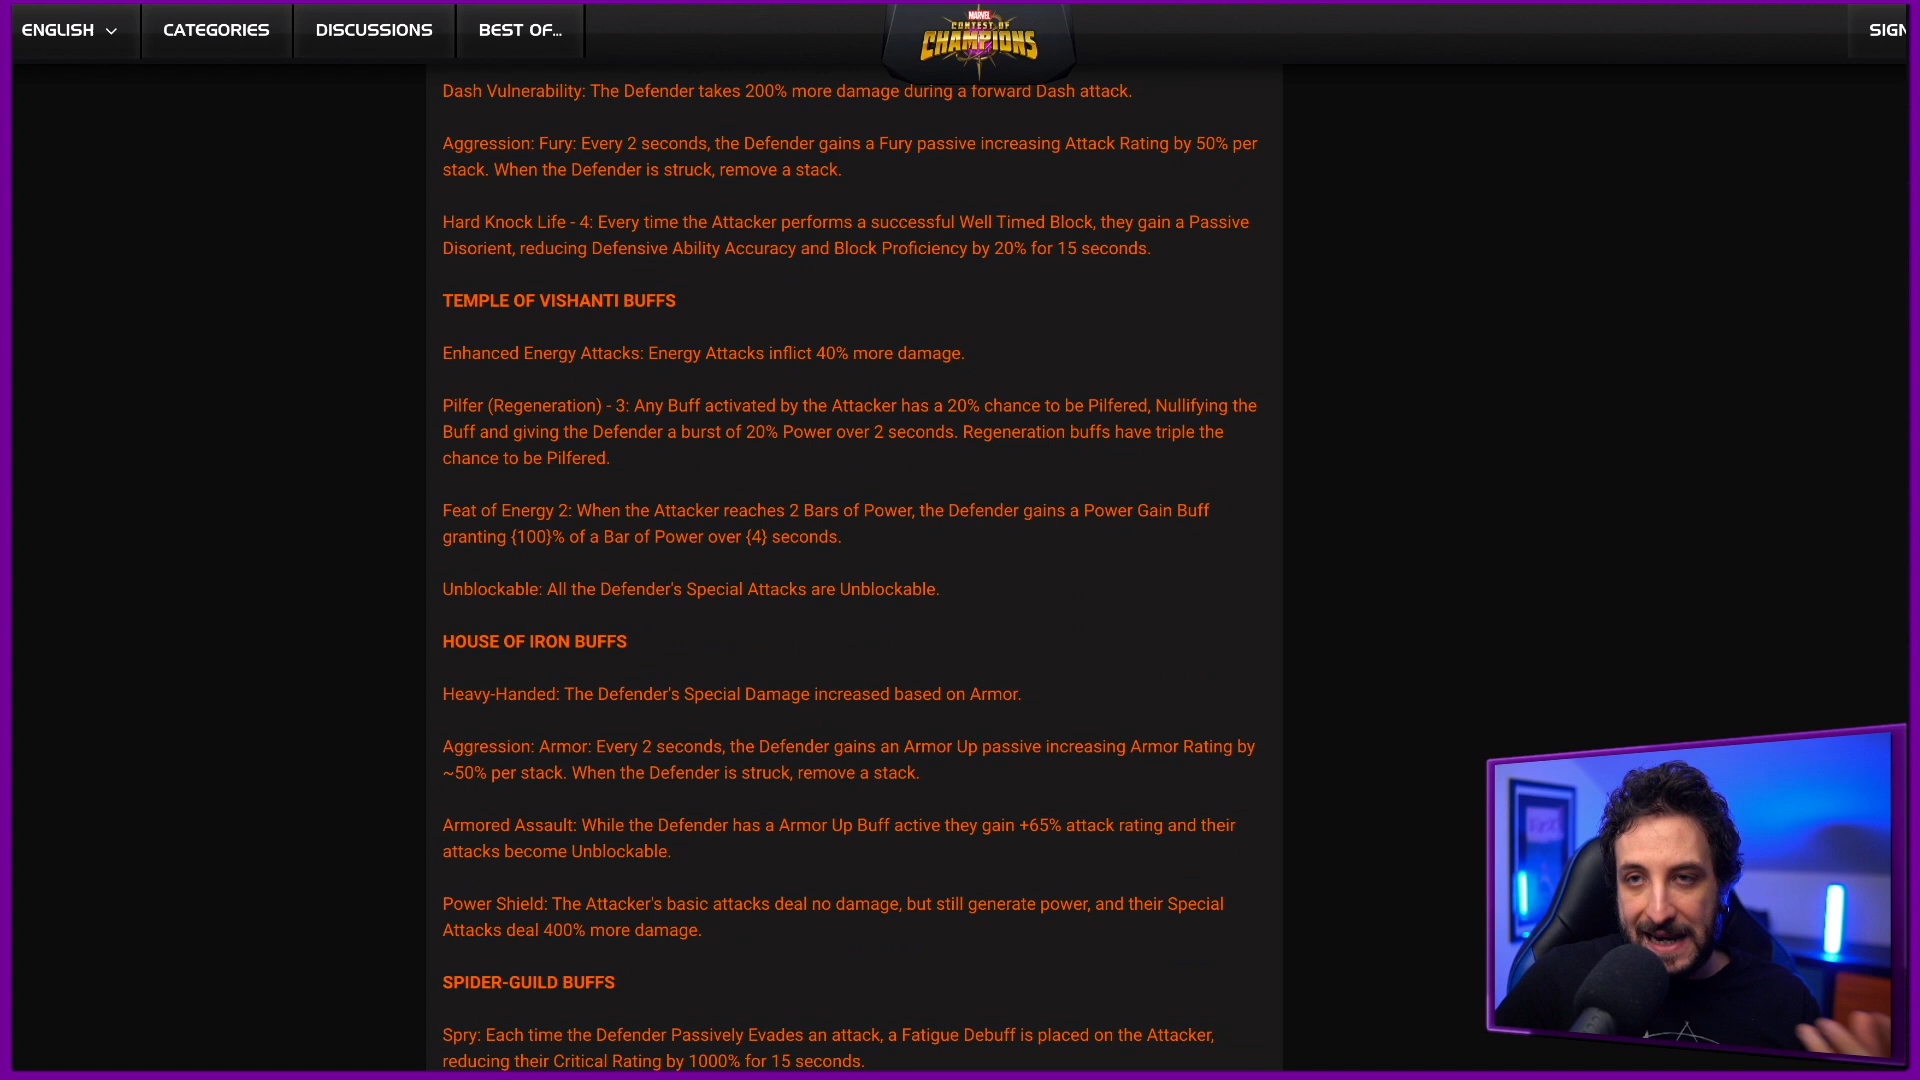 ENGLISH
CATEGORIES
DISCUSSIONS
BEST OF...
MARVEL
CONTEST OF
CHAMPIONS
SIGN
Dash Vulnerability: The Defender takes 200% more damage during a forward Dash attack.
Aggression: Fury: Every 2 seconds, the Defender gains a Fury passive increasing Attack Rating by 50% per
stack. When the Defender is struck, remove a stack.
Hard Knock Life - 4: Every time the Attacker performs a successful Well Timed Block, they gain a Passive
Disorient, reducing Defensive Ability Accuracy and Block Proficiency by 20% for 15 seconds.
TEMPLE OF VISHANTI BUFFS
Enhanced Energy Attacks: Energy Attacks inflict 40% more damage.
Pilfer (Regeneration) - 3: Any Buff activated by the Attacker has a 20% chance to be Pilfered, Nullifying the
Buff and giving the Defender a burst of 20% Power over 2 seconds. Regeneration buffs have triple the
chance to be Pilfered.
Feat of Energy 2: When the Attacker reaches 2 Bars of Power, the Defender gains a Power Gain Buff
granting {100}% of a Bar of Power over {4} seconds.
Unblockable: All the Defender's Special Attacks are Unblockable.
HOUSE OF IRON BUFFS
Heavy-Handed: The Defender's Special Damage increased based on Armor.
Aggression: Armor: Every 2 seconds, the Defender gains an Armor Up passive increasing Armor Rating by
~50% per stack. When the Defender is struck, remove a stack.
Armored Assault: While the Defender has a Armor Up Buff active they gain +65% attack rating and their
attacks become Unblockable.
Power Shield: The Attacker's basic attacks deal no damage, but still generate power, and their Special
Attacks deal 400% more damage.
SPIDER-GUILD BUFFS
Spry: Each time the Defender Passively Evades an attack, a Fatigue Debuff is placed on the Attacker,
reducing their Critical Rating by 1000% for 15 seconds.